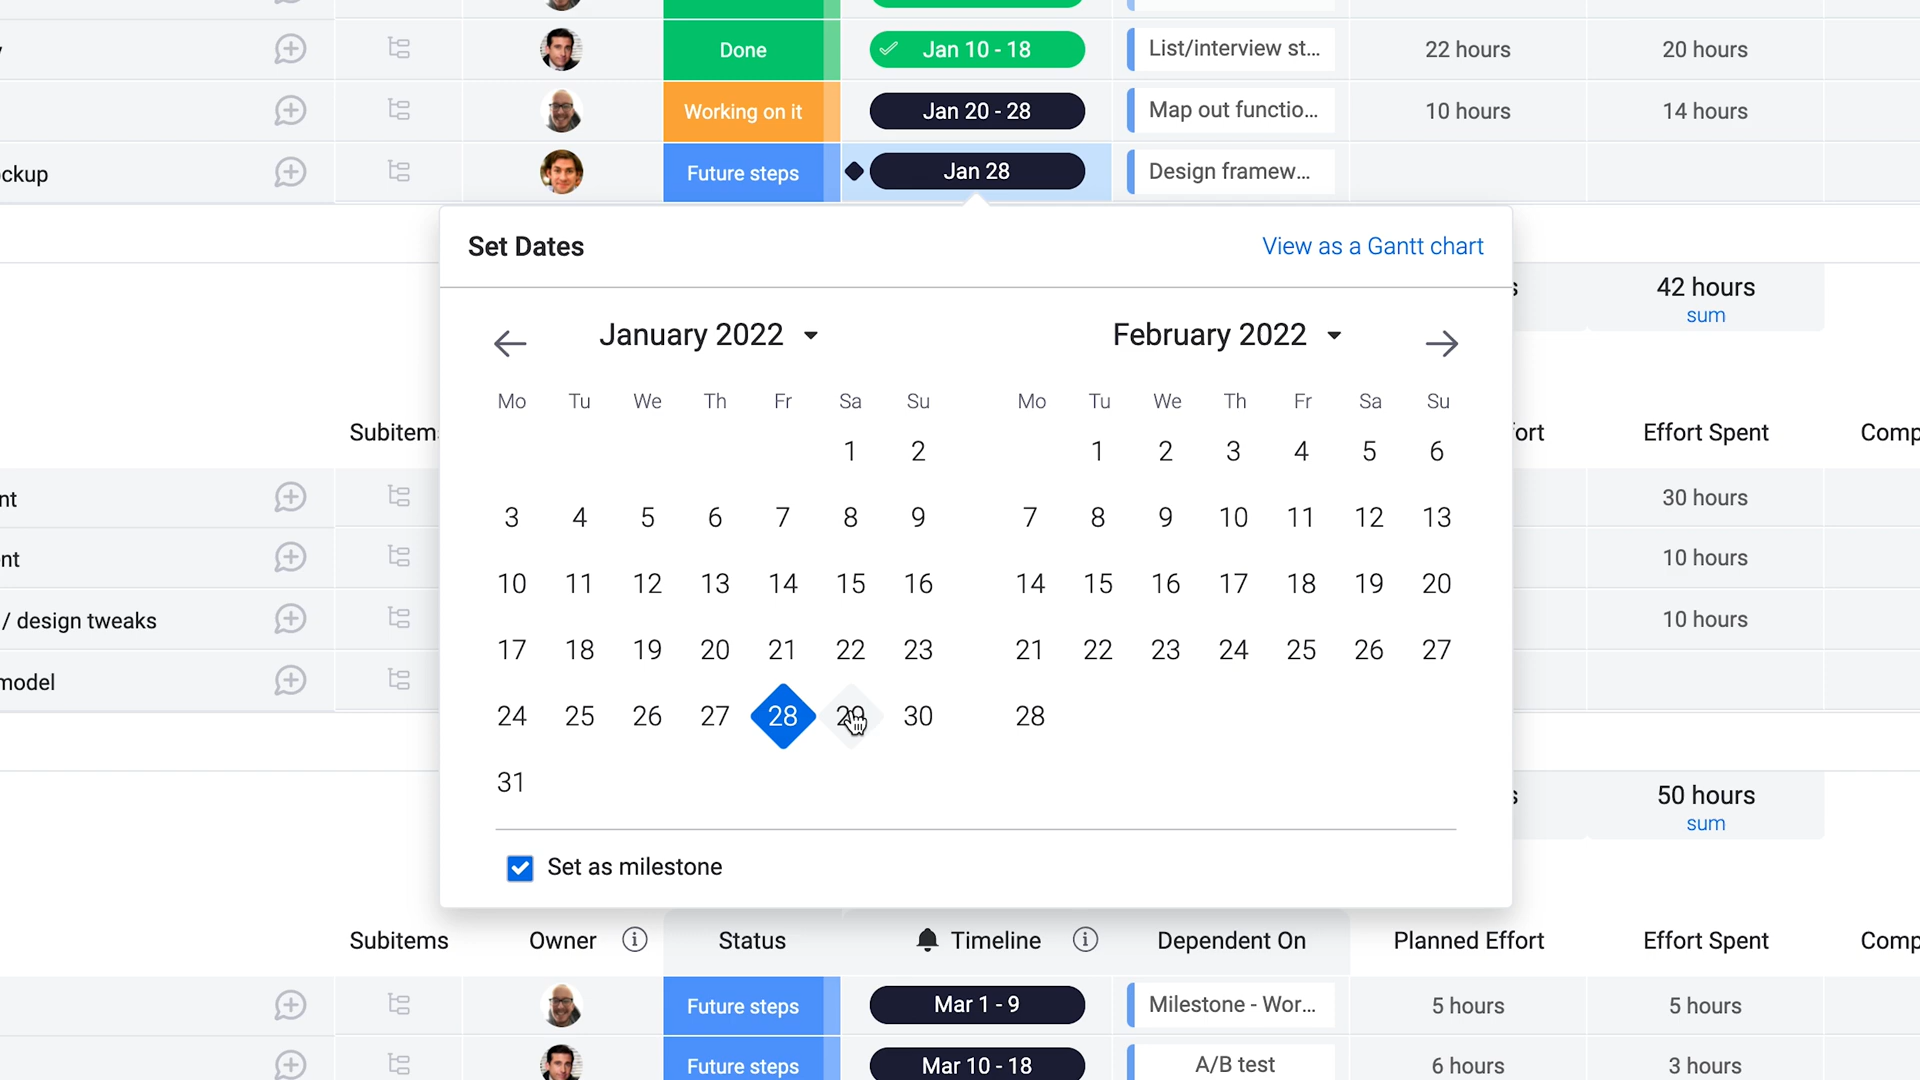 Done Jan 10 - 18 List/interview st... 22 hours 20 hours
Working on it Jan 20 - 28 Map out functio... 10 hours 14 hours
ckup Future steps Jan 28 Design framew...
Set Dates View as a Gantt chart
42 hours
sum
January 2022 February 2022
Mo Tu We Th Fr Sa Su Mo Tu We Th Fr Sa Su
Subitem ort Effort Spent Comp
1 2 1 2 3 4 5 6
nt 30 hours
3 4 5 6 7 8 9 7 8 9 10 11 12 13
nt 10 hours
10 11 12 13 14 15 16 14 15 16 17 18 19 20
/ design tweaks 10 hours
17 18 19 20 21 22 23 21 22 23 24 25 26 27
model
24 25 26 27 28 29 30 28
31
50 hours
sum
Set as milestone
Subitems Owner Status Timeline Dependent On Planned Effort Effort Spent Comp
Future steps Mar 1 - 9 Milestone - Wor... 5 hours 5 hours
Future steps Mar 10 - 18 A/B test 6 hours 3 hours